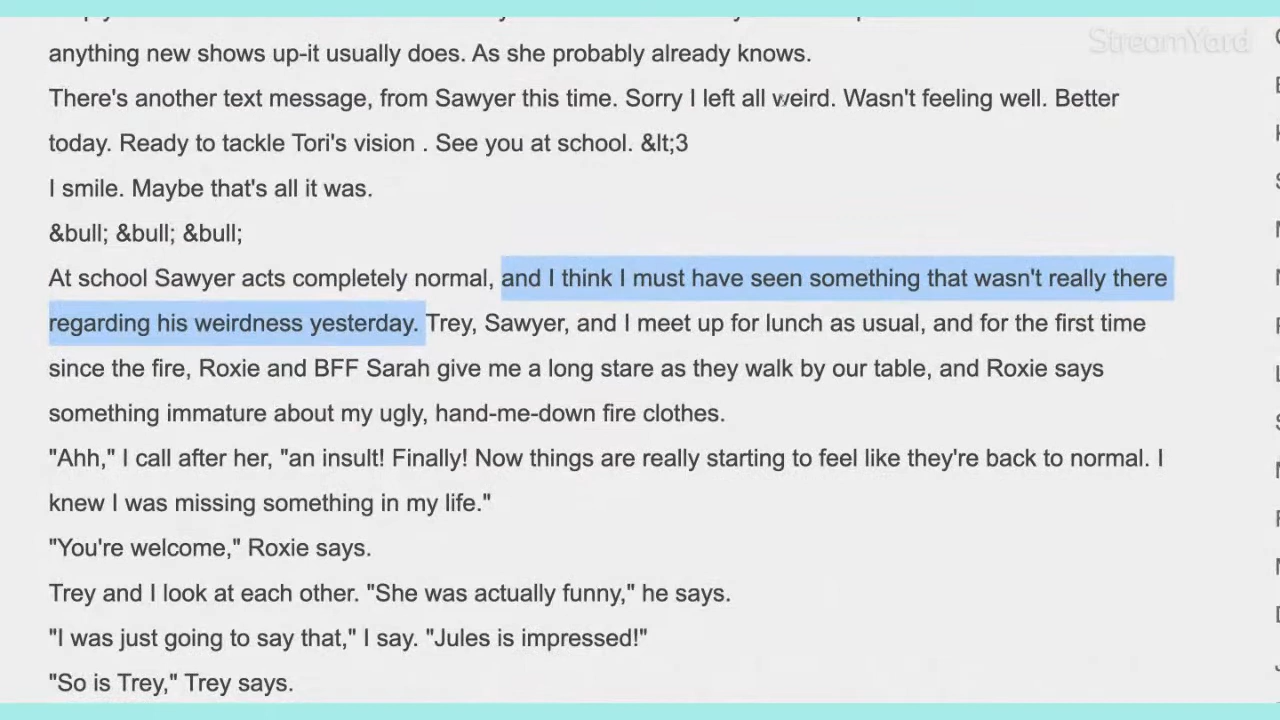 StreamYard
anything new shows up-it usually does. As she probably already knows.
There's another text message, from Sawyer this time. Sorry I left all weird. Wasn't feeling well. Better
today. Ready to tackle Tori's vision . See you at school. &lt;3
I smile. Maybe that's all it was.
&bull; &bull; &bull;
At school Sawyer acts completely normal, and I think I must have seen something that wasn't really there
regarding his weirdness yesterday. Trey, Sawyer, and I meet up for lunch as usual, and for the first time
since the fire, Roxie and BFF Sarah give me a long stare as they walk by our table, and Roxie says
something immature about my ugly, hand-me-down fire clothes.
"Ahh," I call after her, "an insult! Finally! Now things are really starting to feel like they're back to normal. I
knew I was missing something in my life."
"You're welcome," Roxie says.
Trey and I look at each other. "She was actually funny," he says.
"I was just going to say that," I say. "Jules is impressed!"
"So is Trey," Trey says.